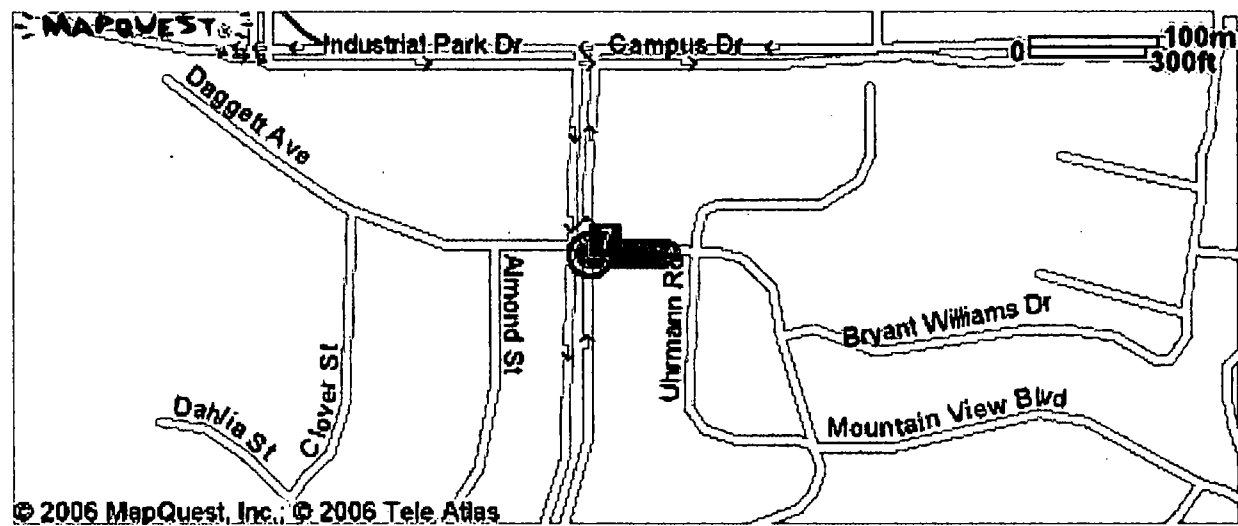 MAPQUEST
Industrial Park Dr
Campus Dr
0
100m
300ft
Daggett Ave
Almond St
Uhrmann Rd
Bryant Williams Dr
Clover St
Dahlia St
Mountain View Blvd
© 2006 MapQuest, Inc.; © 2006 Tele Atlas